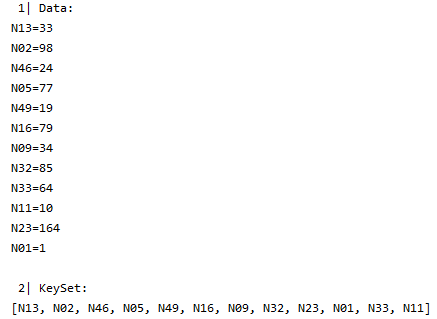 1| Data:
N13=33
N02=98
N46=24
N05=77
N49=19
N16=79
N09=34
N32=85
N33=64
N11=10
N23=164
N01=1
2| KeySet:
[N13, N02, N46, N05, N49, N16, N09, N32, N23, N01, N33, N11]